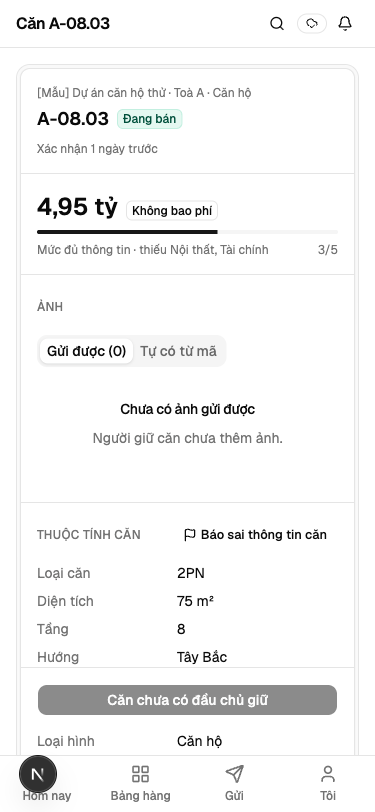 Căn A-08.03
[Mẫu] Dự án căn hộ thử · Toà A · Căn hộ
A-08.03 Đang bán
Xác nhận 1 ngày trước
4,95 tỷ Không bao phí
Mức đủ thông tin · thiếu Nội thất, Tài chính 3/5
ẢNH
Gửi được (0) Tự có từ mã
Chưa có ảnh gửi được
Người giữ căn chưa thêm ảnh.
THUỘC TÍNH CĂN Báo sai thông tin căn
Loại căn 2PN
Diện tích 75 m²
Tầng 8
Hướng Tây Bắc
Căn chưa có đầu chủ giữ
Loại hình Căn hộ
N
Hôm nay Bảng hàng Gửi Tôi